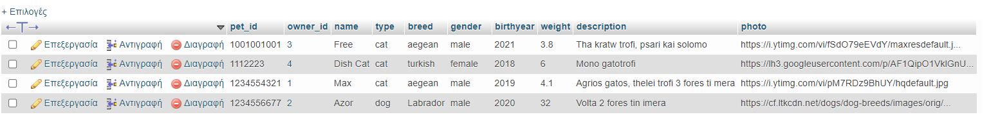 + Επιλογές
←T→ pet_id owner_id name type breed gender birthyear weight description photo
Επεξεργασία Αντιγραφή Διαγραφή 1001001001 3 Free cat aegean male 2021 3.8 Tha kratw trofi, psari kai solomo https://i.ytimg.com/vi/fSdO79eEVdY/maxresdefault.j...
Επεξεργασία Αντιγραφή Διαγραφή 1112223 4 Dish Cat cat turkish female 2018 6 Mono gatotrofi https://lh3.googleusercontent.com/p/AF1QipO1VklGnU...
Επεξεργασία Αντιγραφή Διαγραφή 1234554321 1 Max cat aegean male 2019 4.1 Agrios gatos, thelei trofi 3 fores ti mera https://i.ytimg.com/vi/pM7RDz9BhUY/hqdefault.jpg
Επεξεργασία Αντιγραφή Διαγραφή 1234556677 2 Azor dog Labrador male 2020 32 Volta 2 fores tin imera https://cf.ltkcdn.net/dogs/dog-breeds/images/orig/...